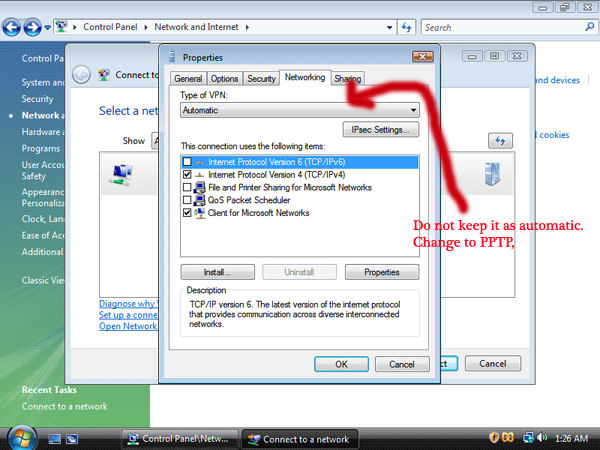 Control Panel ▸ Network and Internet ▸
Search
Control Pa
System and
Security
Network a
Hardware a
Programs
User Accou
Safety
Appearanc
Personaliza
Clock, Lan
Ease of Acc
Additional
Classic Viev
Recent Tasks
Connect to a network
Connect to
Select a net
Show A
Diagnose why V
Set up a conne
Open Network
and devices
cookies
ct
Cancel
Properties
General
Options
Security
Networking
Sharing
Type of VPN:
Automatic
IPsec Settings...
This connection uses the following items:
Internet Protocol Version 6 (TCP/IPv6)
Internet Protocol Version 4 (TCP/IPv4)
File and Printer Sharing for Microsoft Networks
QoS Packet Scheduler
Client for Microsoft Networks
Install...
Uninstall
Properties
Description
TCP/IP version 6. The latest version of the internet protocol
that provides communication across diverse interconnected
networks.
OK
Cancel
Do not keep it as automatic.
Change to PPTP,
Control Panel\Netw...
Connect to a network
1:26 AM